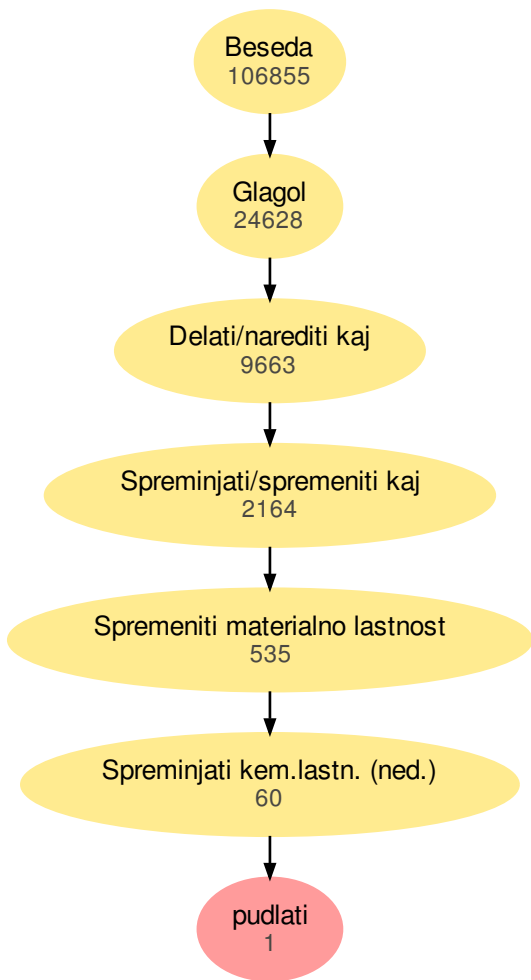 Beseda
106855
Glagol
24628
Delati/narediti kaj
9663
Spreminjati/spremeniti kaj
2164
Spremeniti materialno lastnost
535
Spreminjati kem.lastn. (ned.)
60
pudlati
1